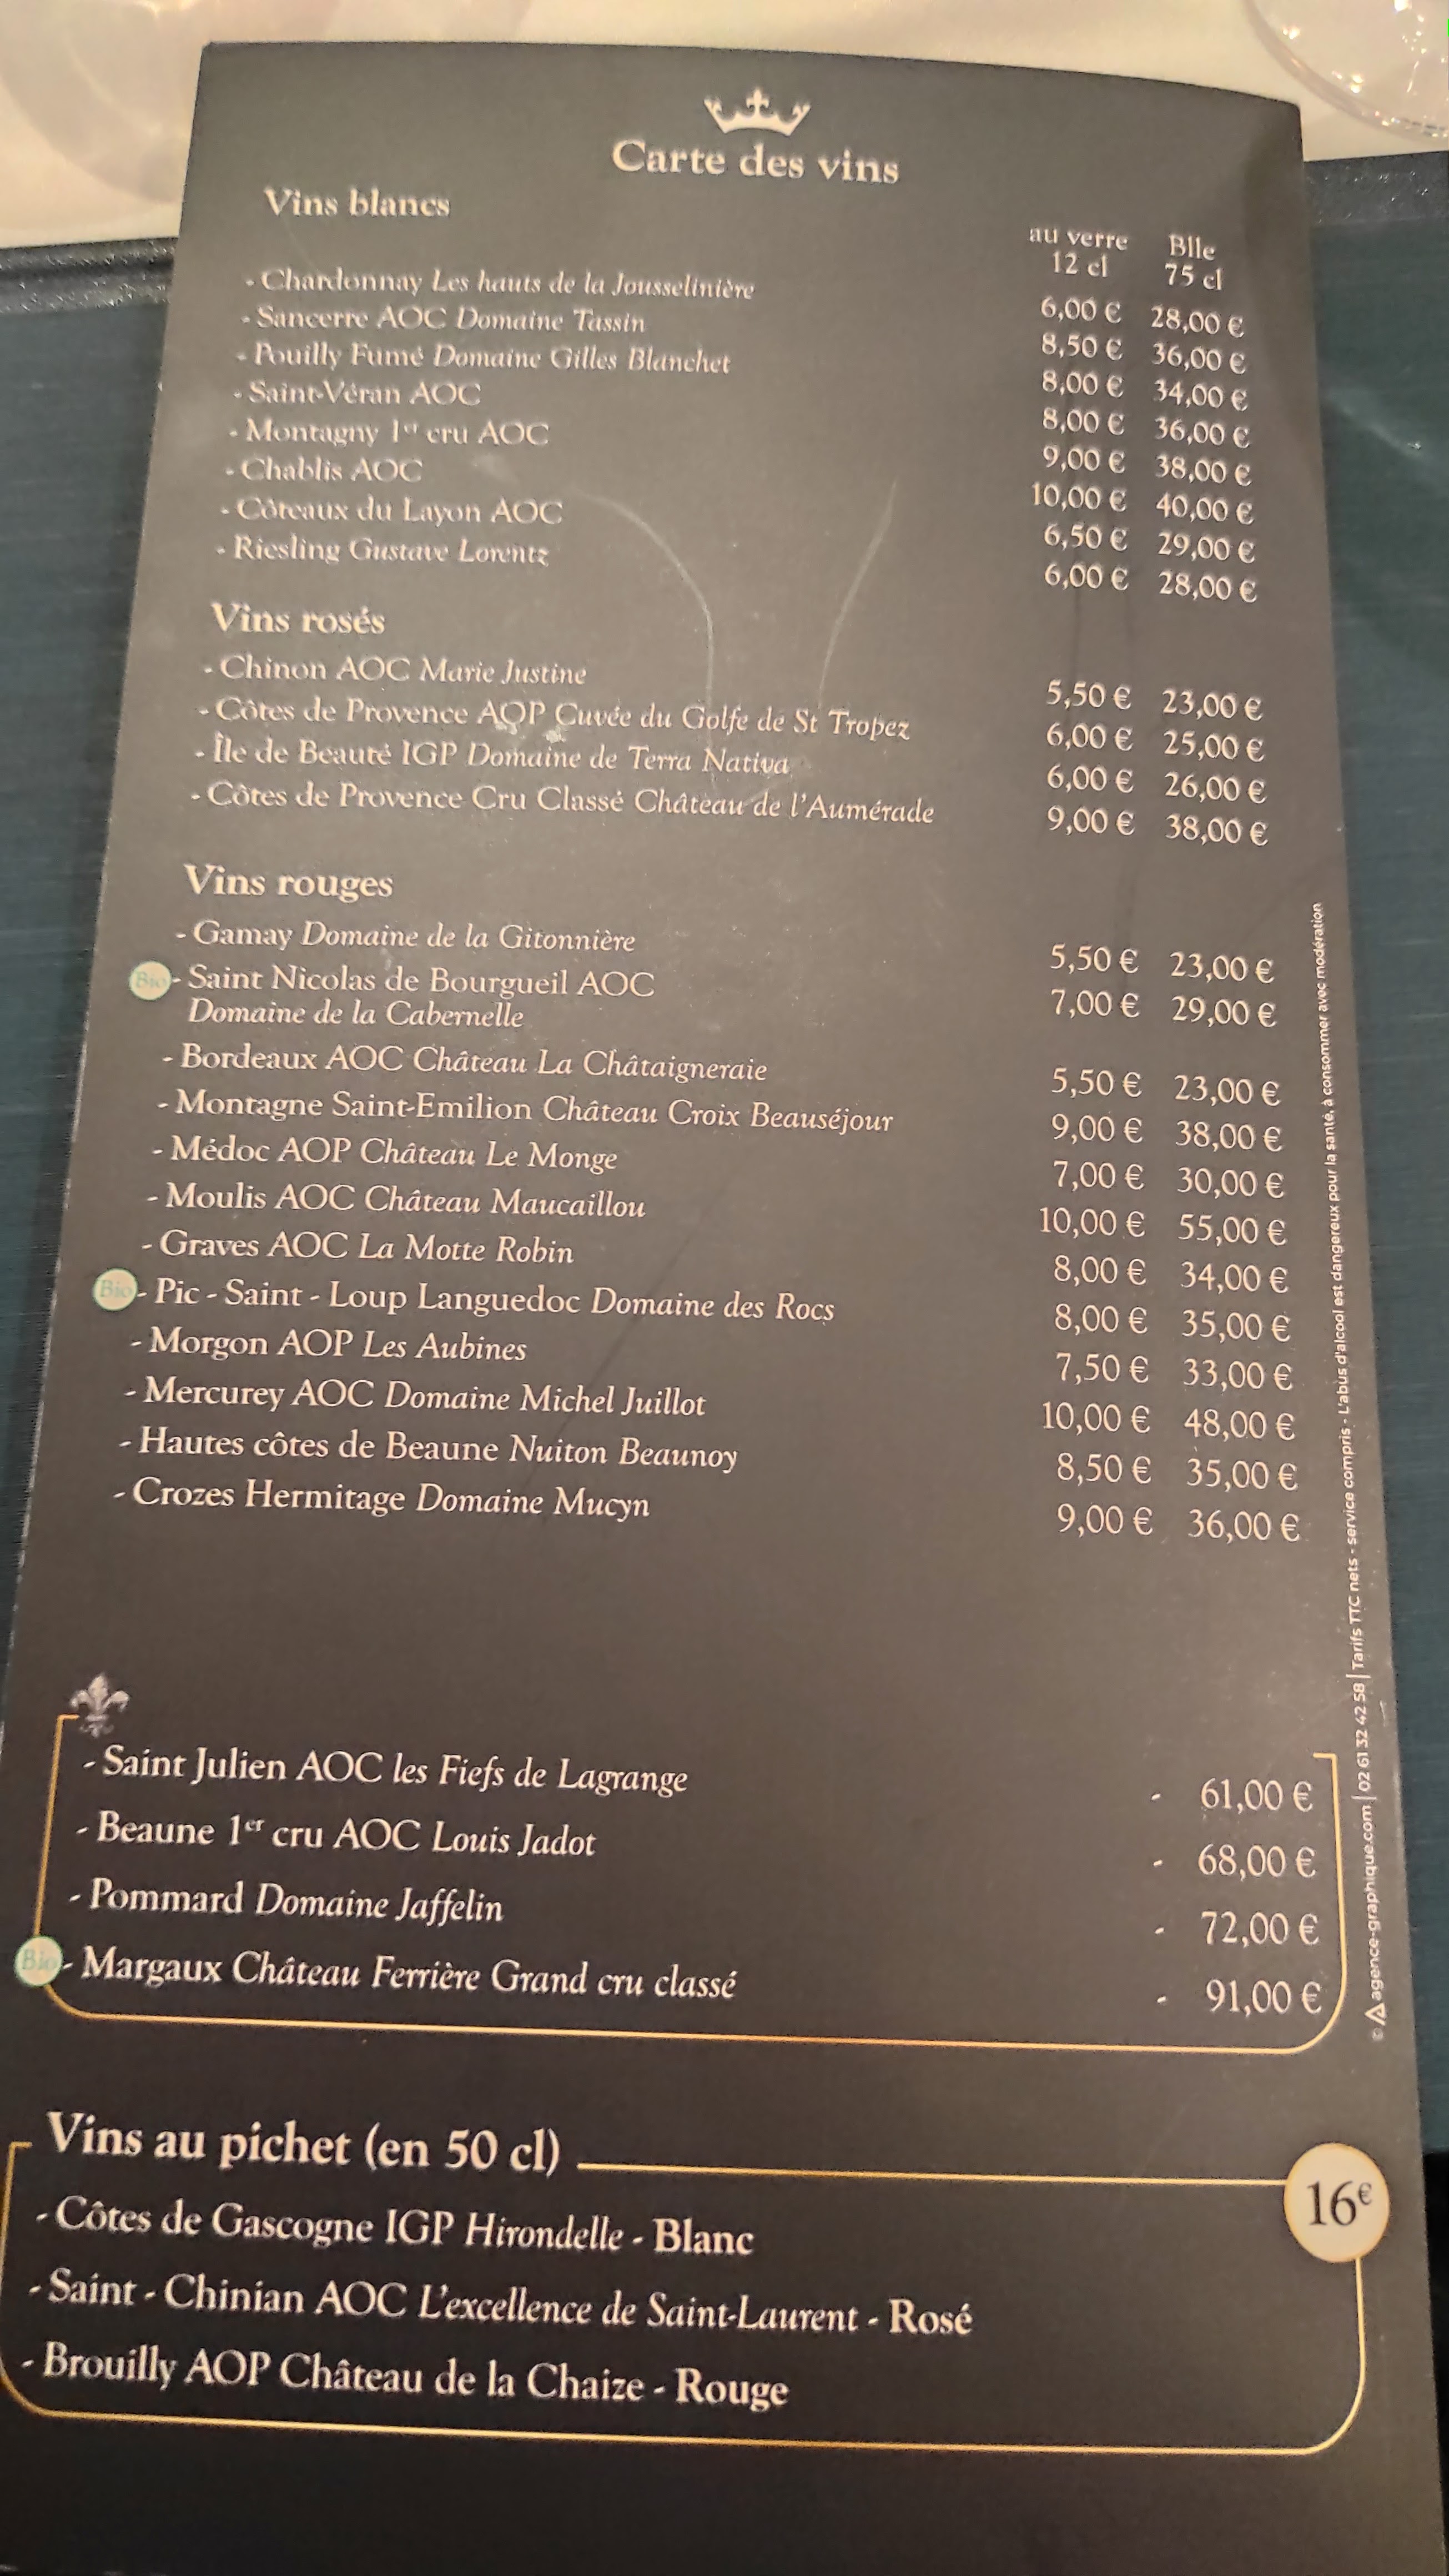 Carte des vins
Vins blancs
au verre Blle
12 cl 75 cl
- Chardonnay Les hauts de la Jousselinière 6,00 € 28,00 €
- Sancerre AOC Domaine Tassin 8,50 € 36,00 €
- Pouilly Fumé Domaine Gilles Blanchet 8,00 € 34,00 €
- Saint-Véran AOC 8,00 € 36,00 €
- Montagny 1er cru AOC 9,00 € 38,00 €
- Chablis AOC 10,00 € 40,00 €
- Côteaux du Layon AOC 6,50 € 29,00 €
- Riesling Gustave Lorentz 6,00 € 28,00 €
Vins rosés
- Chinon AOC Marie Justine 5,50 € 23,00 €
- Côtes de Provence AOP Cuvée du Golfe de St Tropez 6,00 € 25,00 €
- Île de Beauté IGP Domaine de Terra Nativa 6,00 € 26,00 €
- Côtes de Provence Cru Classé Château de l'Aumérade 9,00 € 38,00 €
Vins rouges
- Gamay Domaine de la Gitonnière 5,50 € 23,00 €
Bio - Saint Nicolas de Bourgueil AOC 7,00 € 29,00 €
Domaine de la Cabernelle
- Bordeaux AOC Château La Châtaigneraie 5,50 € 23,00 €
- Montagne Saint-Emilion Château Croix Beauséjour 9,00 € 38,00 €
- Médoc AOP Château Le Monge 7,00 € 30,00 €
- Moulis AOC Château Maucaillou 10,00 € 55,00 €
- Graves AOC La Motte Robin 8,00 € 34,00 €
Bio - Pic - Saint - Loup Languedoc Domaine des Rocs 8,00 € 35,00 €
- Morgon AOP Les Aubines 7,50 € 33,00 €
- Mercurey AOC Domaine Michel Juillot 10,00 € 48,00 €
- Hautes côtes de Beaune Nuiton Beaunoy 8,50 € 35,00 €
- Crozes Hermitage Domaine Mucyn 9,00 € 36,00 €
- Saint Julien AOC les Fiefs de Lagrange - 61,00 €
- Beaune 1er cru AOC Louis Jadot - 68,00 €
- Pommard Domaine Jaffelin - 72,00 €
Bio - Margaux Château Ferrière Grand cru classé - 91,00 €
Vins au pichet (en 50 cl) 16€
- Côtes de Gascogne IGP Hirondelle - Blanc
- Saint - Chinian AOC L'excellence de Saint-Laurent - Rosé
- Brouilly AOP Château de la Chaize - Rouge
© agence-graphique.com | 02 61 32 42 58 | Tarifs TTC nets - service compris - L'abus d'alcool est dangereux pour la santé, à consommer avec modération